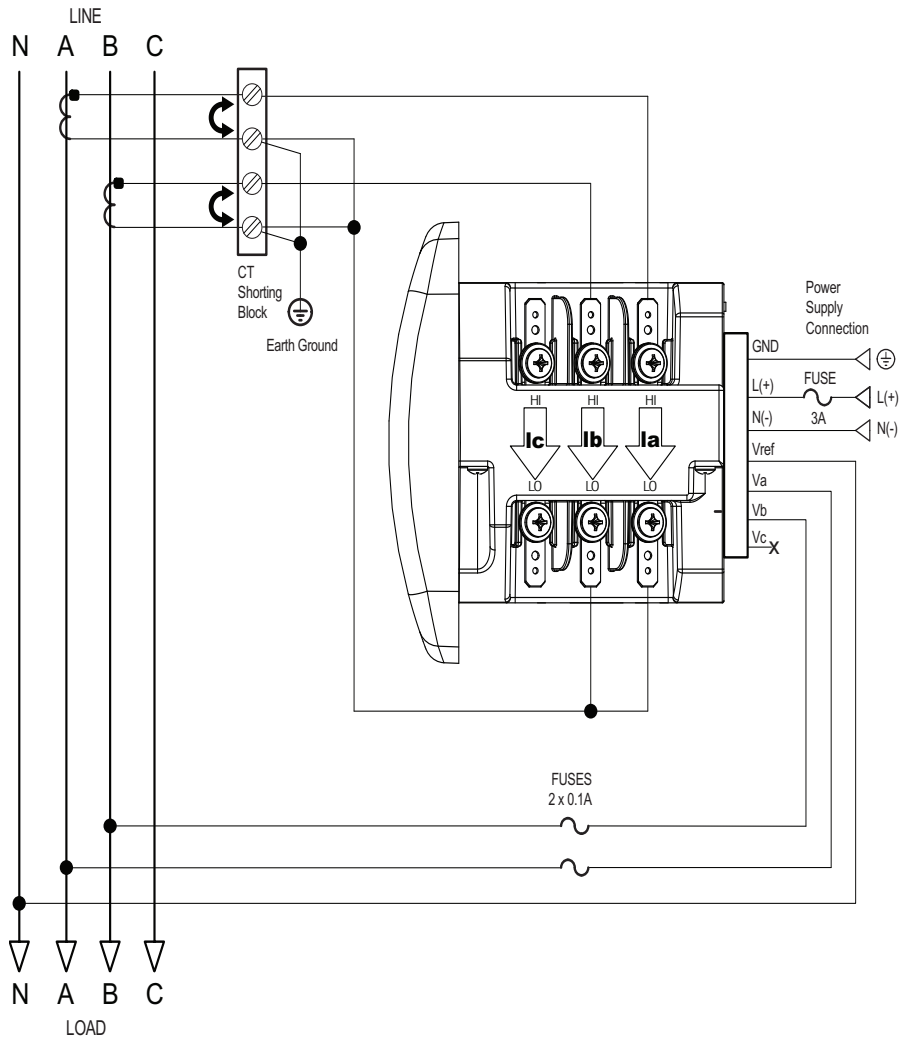 LINE
N A B C
CT
Shorting
Block
Earth Ground
Power
Supply
Connection
GND
L(+)
FUSE
3A
L(+)
N(-)
N(-)
Vref
Va
Vb
Vc
x
HI HI HI
Ic Ib Ia
LO LO LO
FUSES
2 x 0.1A
N A B C
LOAD